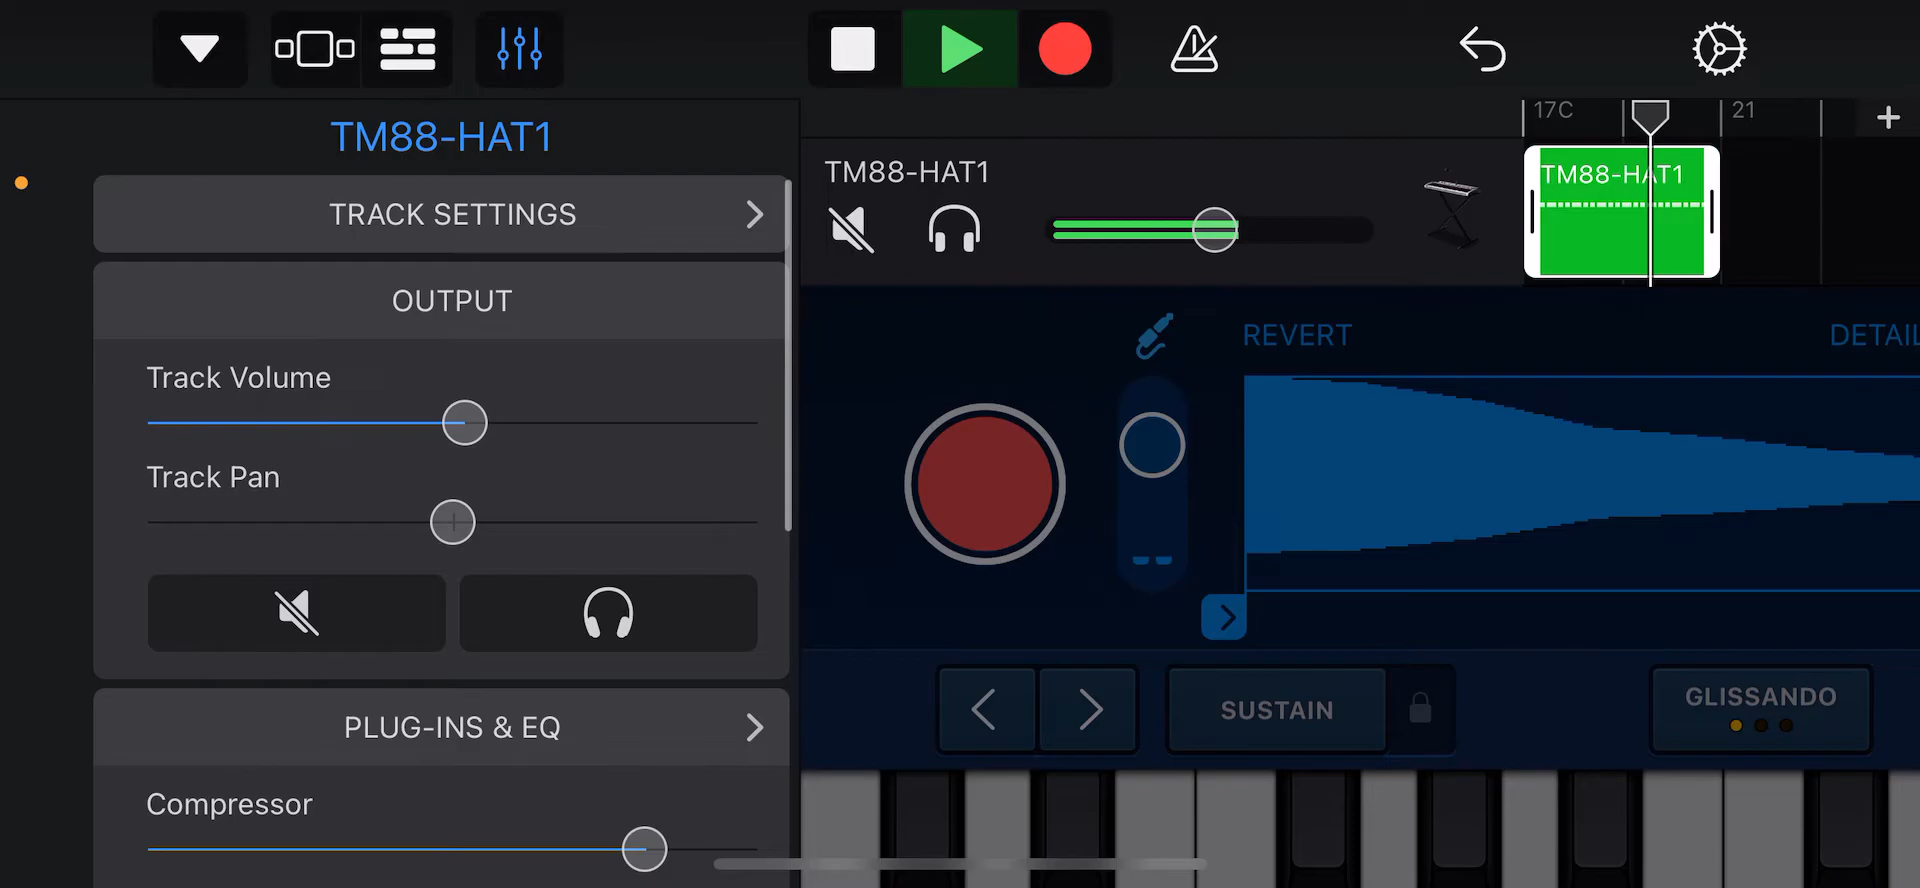 TM88-HAT1
TRACK SETTINGS
OUTPUT
Track Volume
Track Pan
PLUG-INS & EQ
Compressor
17C
21
TM88-HAT1
TM88-HAT1
REVERT
DETAIL
SUSTAIN
GLISSANDO